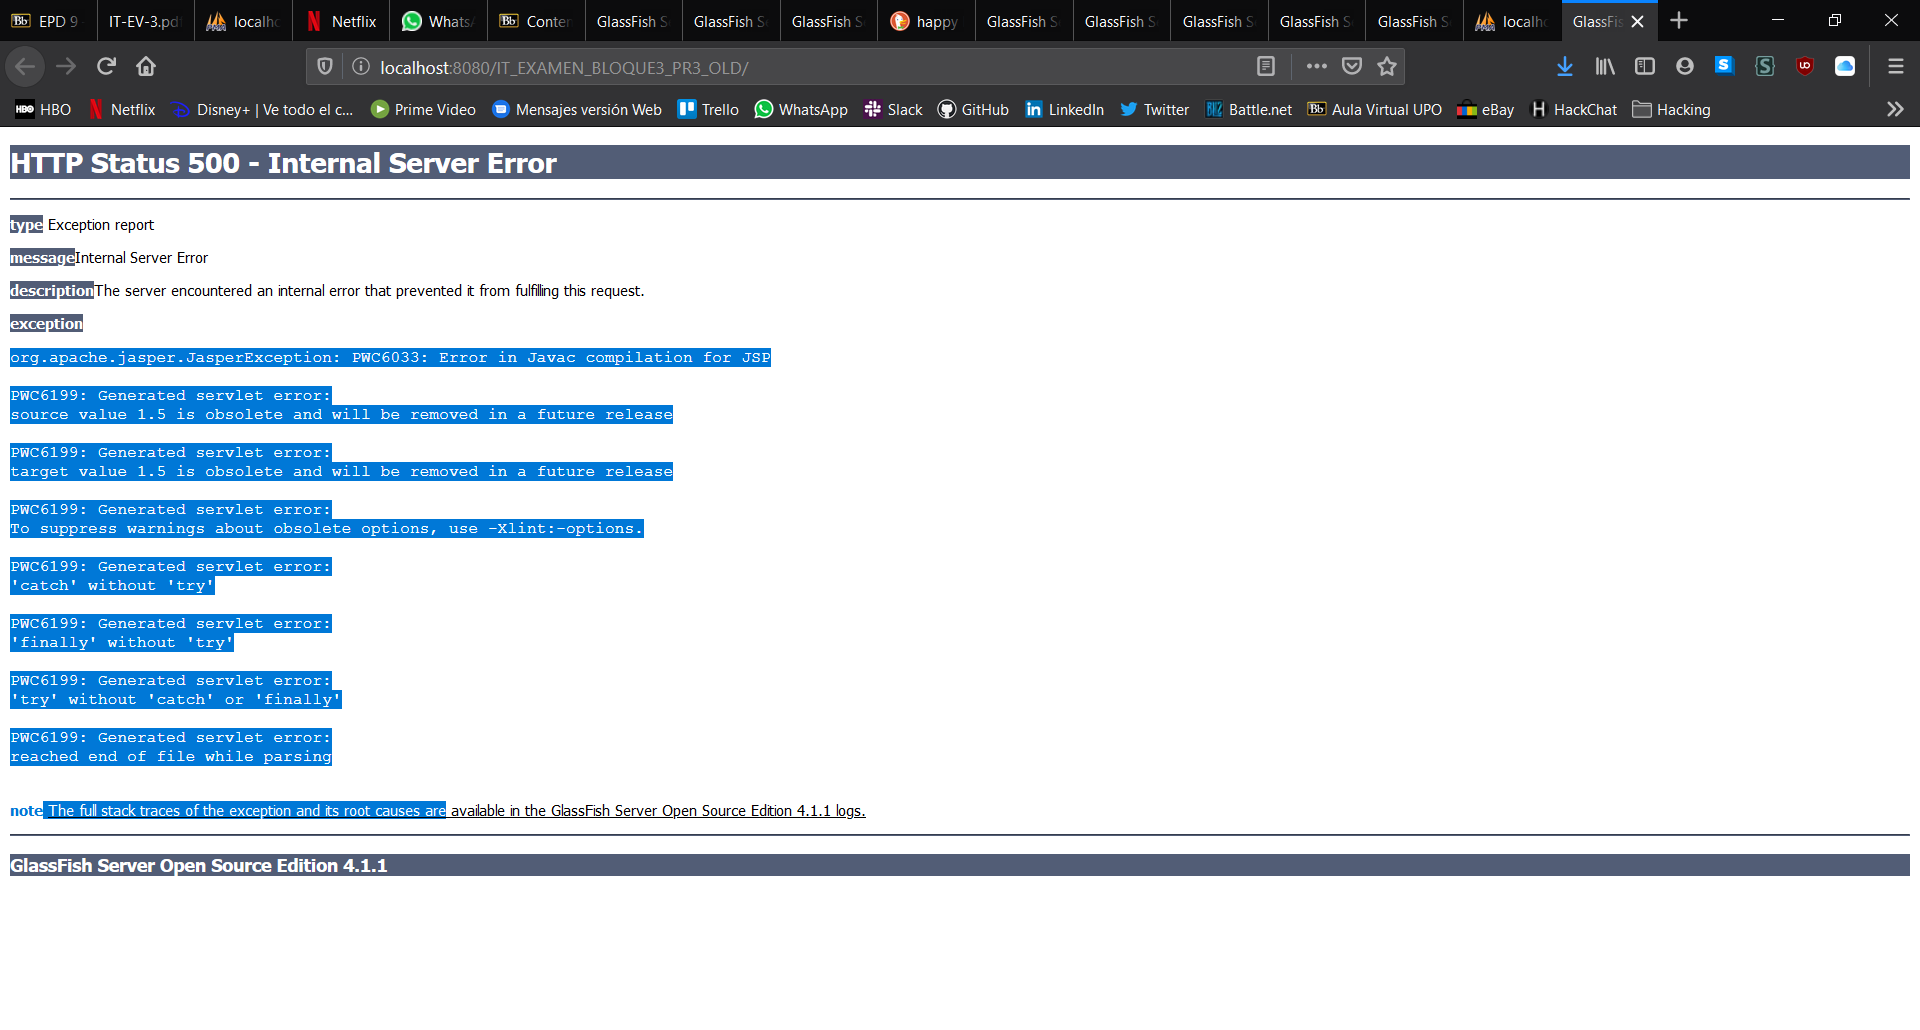 EPD 9
IT-EV-3.pd
localho
Netflix
Whats
Conten
GlassFish S
GlassFish S
GlassFish S
happy
GlassFish S
GlassFish S
GlassFish S
GlassFish S
GlassFish S
localho
GlassFis
localhost:8080/IT_EXAMEN_BLOQUE3_PR3_OLD/
HBO HBO
Netflix
Disney+ | Ve todo el c...
Prime Video
Mensajes versión Web
Trello
WhatsApp
Slack
GitHub
LinkedIn
Twitter
Battle.net
Bb Aula Virtual UPO
eBay
H HackChat
Hacking
HTTP Status 500 - Internal Server Error
type Exception report
messageInternal Server Error
descriptionThe server encountered an internal error that prevented it from fulfilling this request.
exception
org.apache.jasper.JasperException: PWC6033: Error in Javac compilation for JSP
PWC6199: Generated servlet error:
source value 1.5 is obsolete and will be removed in a future release
PWC6199: Generated servlet error:
target value 1.5 is obsolete and will be removed in a future release
PWC6199: Generated servlet error:
To suppress warnings about obsolete options, use -Xlint:-options.
PWC6199: Generated servlet error:
'catch' without 'try'
PWC6199: Generated servlet error:
'finally' without 'try'
PWC6199: Generated servlet error:
'try' without 'catch' or 'finally'
PWC6199: Generated servlet error:
reached end of file while parsing
note The full stack traces of the exception and its root causes are available in the GlassFish Server Open Source Edition 4.1.1 logs.
GlassFish Server Open Source Edition 4.1.1